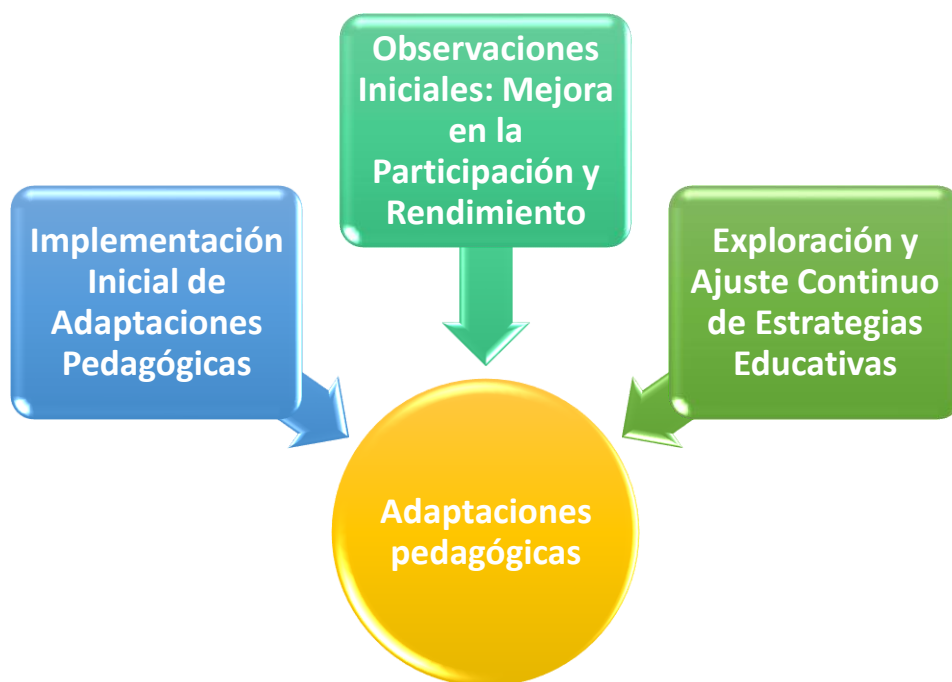 Implementación
Inicial de
Adaptaciones
Pedagógicas
Observaciones
Iniciales: Mejora
en la
Participación y
Rendimiento
Exploración y
Ajuste Continuo
de Estrategias
Educativas
Adaptaciones
pedagógicas